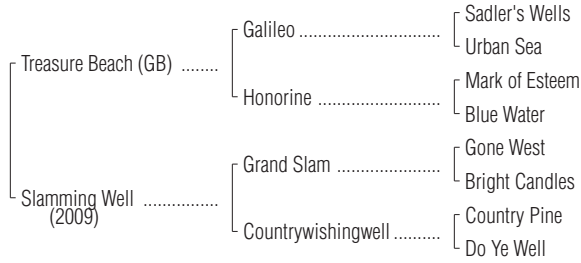 Sadler's Wells
Galileo ........................................
Urban Sea
Treasure Beach (GB) ........
Mark of Esteem
Honorine ...................................
Blue Water
Gone West
Grand Slam ..............................
Bright Candles
Slamming Well .................
(2009)
Country Pine
Countrywishingwell ..........
Do Ye Well